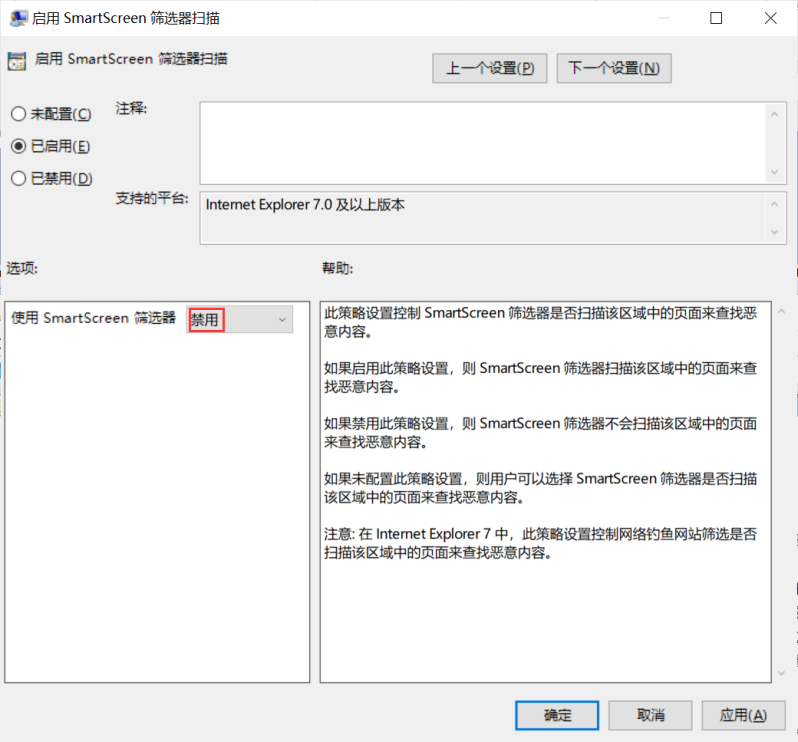 启用 SmartScreen 筛选器扫描
启用 SmartScreen 筛选器扫描
上一个设置(P)
下一个设置(N)
未配置(C)
注释:
已启用(E)
已禁用(D)
支持的平台:
Internet Explorer 7.0 及以上版本
选项:
帮助:
使用 SmartScreen 筛选器
禁用
此策略设置控制 SmartScreen 筛选器是否扫描该区域中的页面来查找恶
意内容。
如果启用此策略设置，则 SmartScreen 筛选器扫描该区域中的页面来查
找恶意内容。
如果禁用此策略设置，则 SmartScreen 筛选器不会扫描该区域中的页面
来查找恶意内容。
如果未配置此策略设置，则用户可以选择 SmartScreen 筛选器是否扫描
该区域中的页面来查找恶意内容。
注意: 在 Internet Explorer 7 中，此策略设置控制网络钓鱼网站筛选是否
扫描该区域中的页面来查找恶意内容。
确定
取消
应用(A)